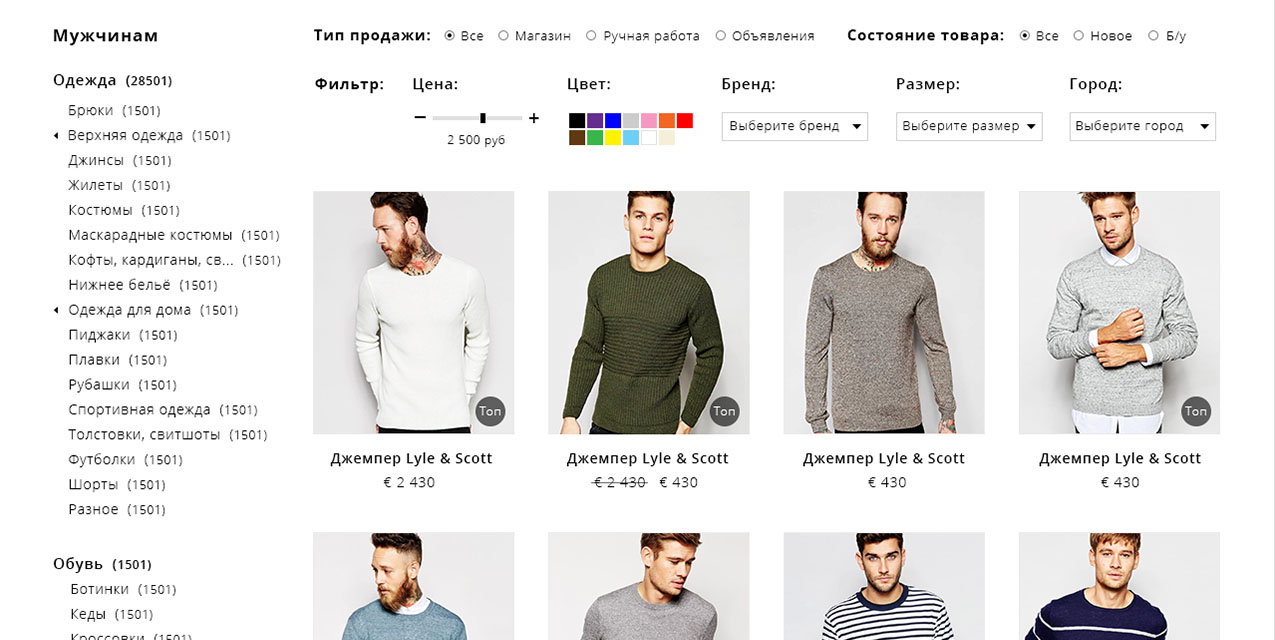 Мужчинам
Тип продажи: Все Магазин Ручная работа Объявления Состояние товара: Все Новое Б/у
Одежда (28501)
Брюки (1501)
Верхняя одежда (1501)
Джинсы (1501)
Жилеты (1501)
Костюмы (1501)
Маскарадные костюмы (1501)
Кофты, кардиганы, св... (1501)
Нижнее бельё (1501)
Одежда для дома (1501)
Пиджаки (1501)
Плавки (1501)
Рубашки (1501)
Спортивная одежда (1501)
Толстовки, свитшоты (1501)
Футболки (1501)
Шорты (1501)
Разное (1501)
Обувь (1501)
Ботинки (1501)
Кеды (1501)
Кроссовки (1501)
Фильтр: Цена: Цвет: Бренд: Размер: Город:
− +
2 500 руб
Выберите бренд Выберите размер Выберите город
Топ Топ Топ
Джемпер Lyle & Scott Джемпер Lyle & Scott Джемпер Lyle & Scott Джемпер Lyle & Scott
€ 2 430 € 2 430 € 430 € 430 € 430